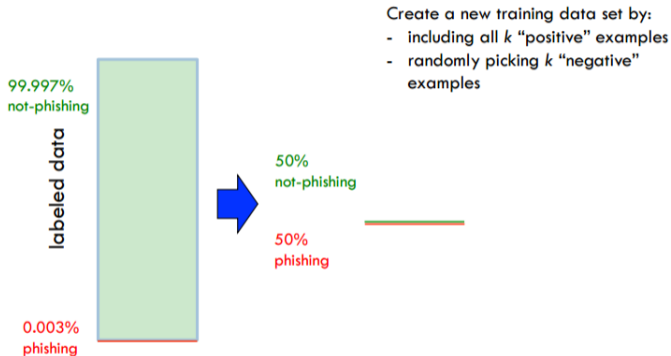 Create a new training data set by:
- including all k “positive” examples
- randomly picking k “negative”
examples
99.997%
not-phishing
labeled data
0.003%
phishing
50%
not-phishing
50%
phishing